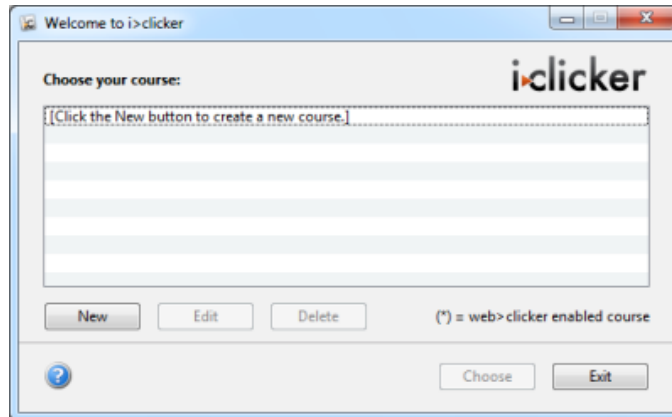 Welcome to i>clicker
Choose your course:
i>clicker
[Click the New button to create a new course.]
New Edit Delete (*) = web>clicker enabled course
? Choose Exit